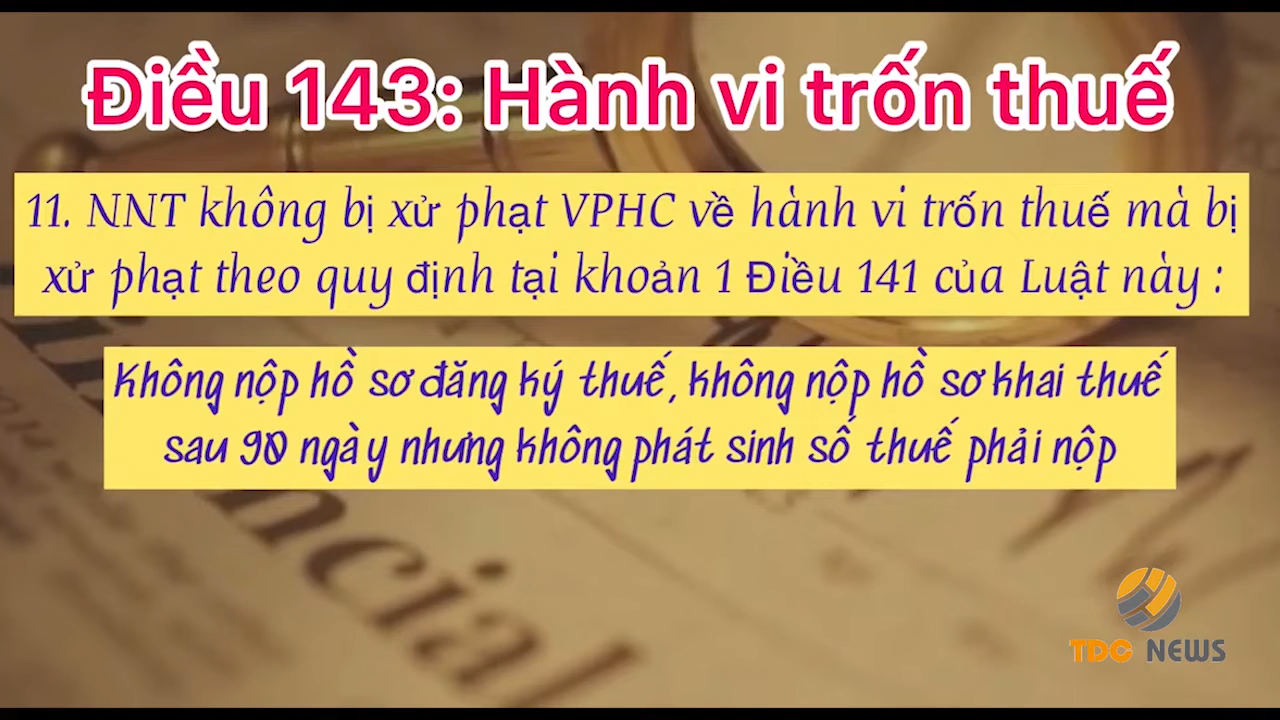 Điều 143: Hành vi trốn thuế
11. NNT không bị xử phạt VPHC về hành vi trốn thuế mà bị
xử phạt theo quy định tại khoản 1 Điều 141 của Luật này :
Không nộp hồ sơ đăng ký thuế, không nộp hồ sơ khai thuế
sau 90 ngày nhưng không phát sinh số thuế phải nộp
ncial
TDC NEWS